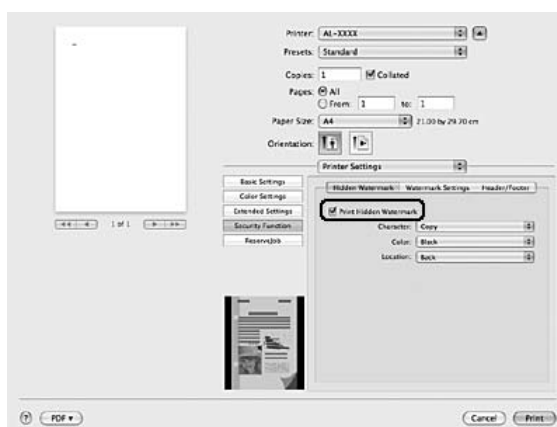 Printer: AL-XXXX
Presets: Standard
Copies: 1 Collated
Pages: All
From: 1 to: 1
Paper Size: A4 21.00 by 29.70 cm
Orientation:
Printer Settings
Basic Settings
Color Settings
Extended Settings
Security Function
ReserveJob
Hidden Watermark Watermark Settings Header/Footer
Print Hidden Watermark
Character: Copy
Color: Black
Location: Back
1 of 1
? PDF Cancel Print